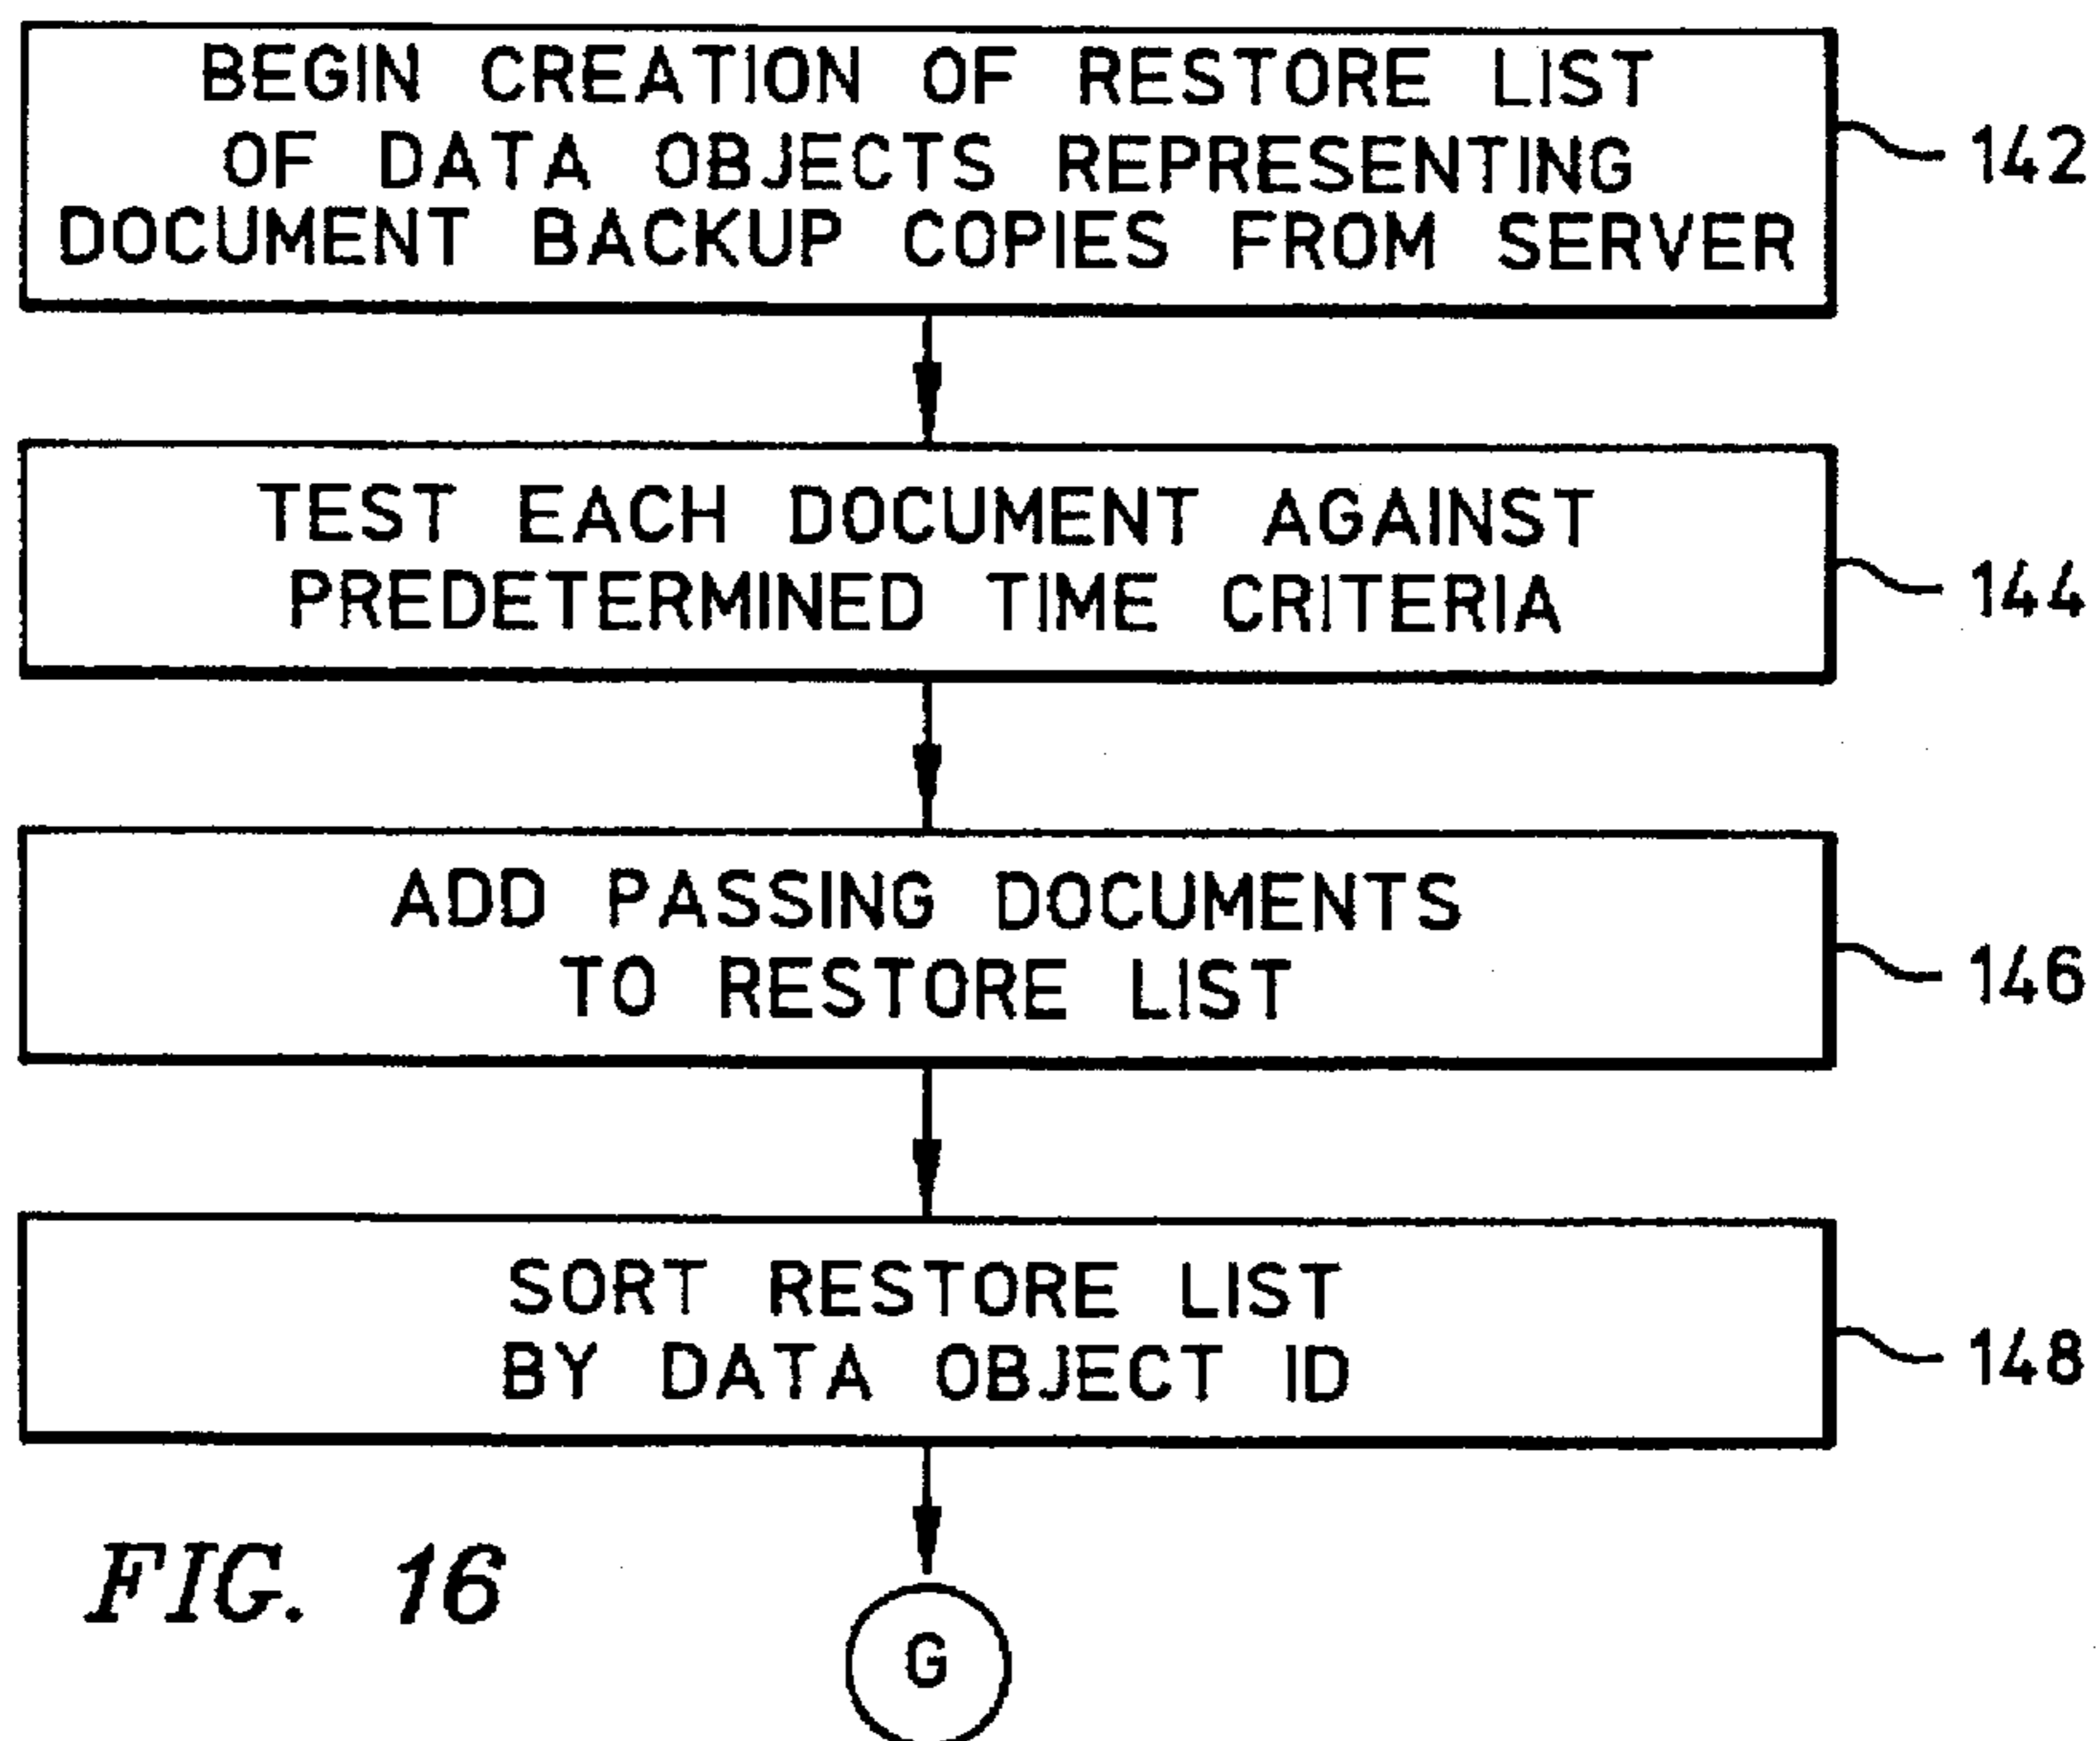 BEGIN CREATION OF RESTORE LIST
OF DATA OBJECTS REPRESENTING
DOCUMENT BACKUP COPIES FROM SERVER
142
TEST EACH DOCUMENT AGAINST
PREDETERMINED TIME CRITERIA
144
ADD PASSING DOCUMENTS
TO RESTORE LIST
146
SORT RESTORE LIST
BY DATA OBJECT ID
148
FIG. 16
G